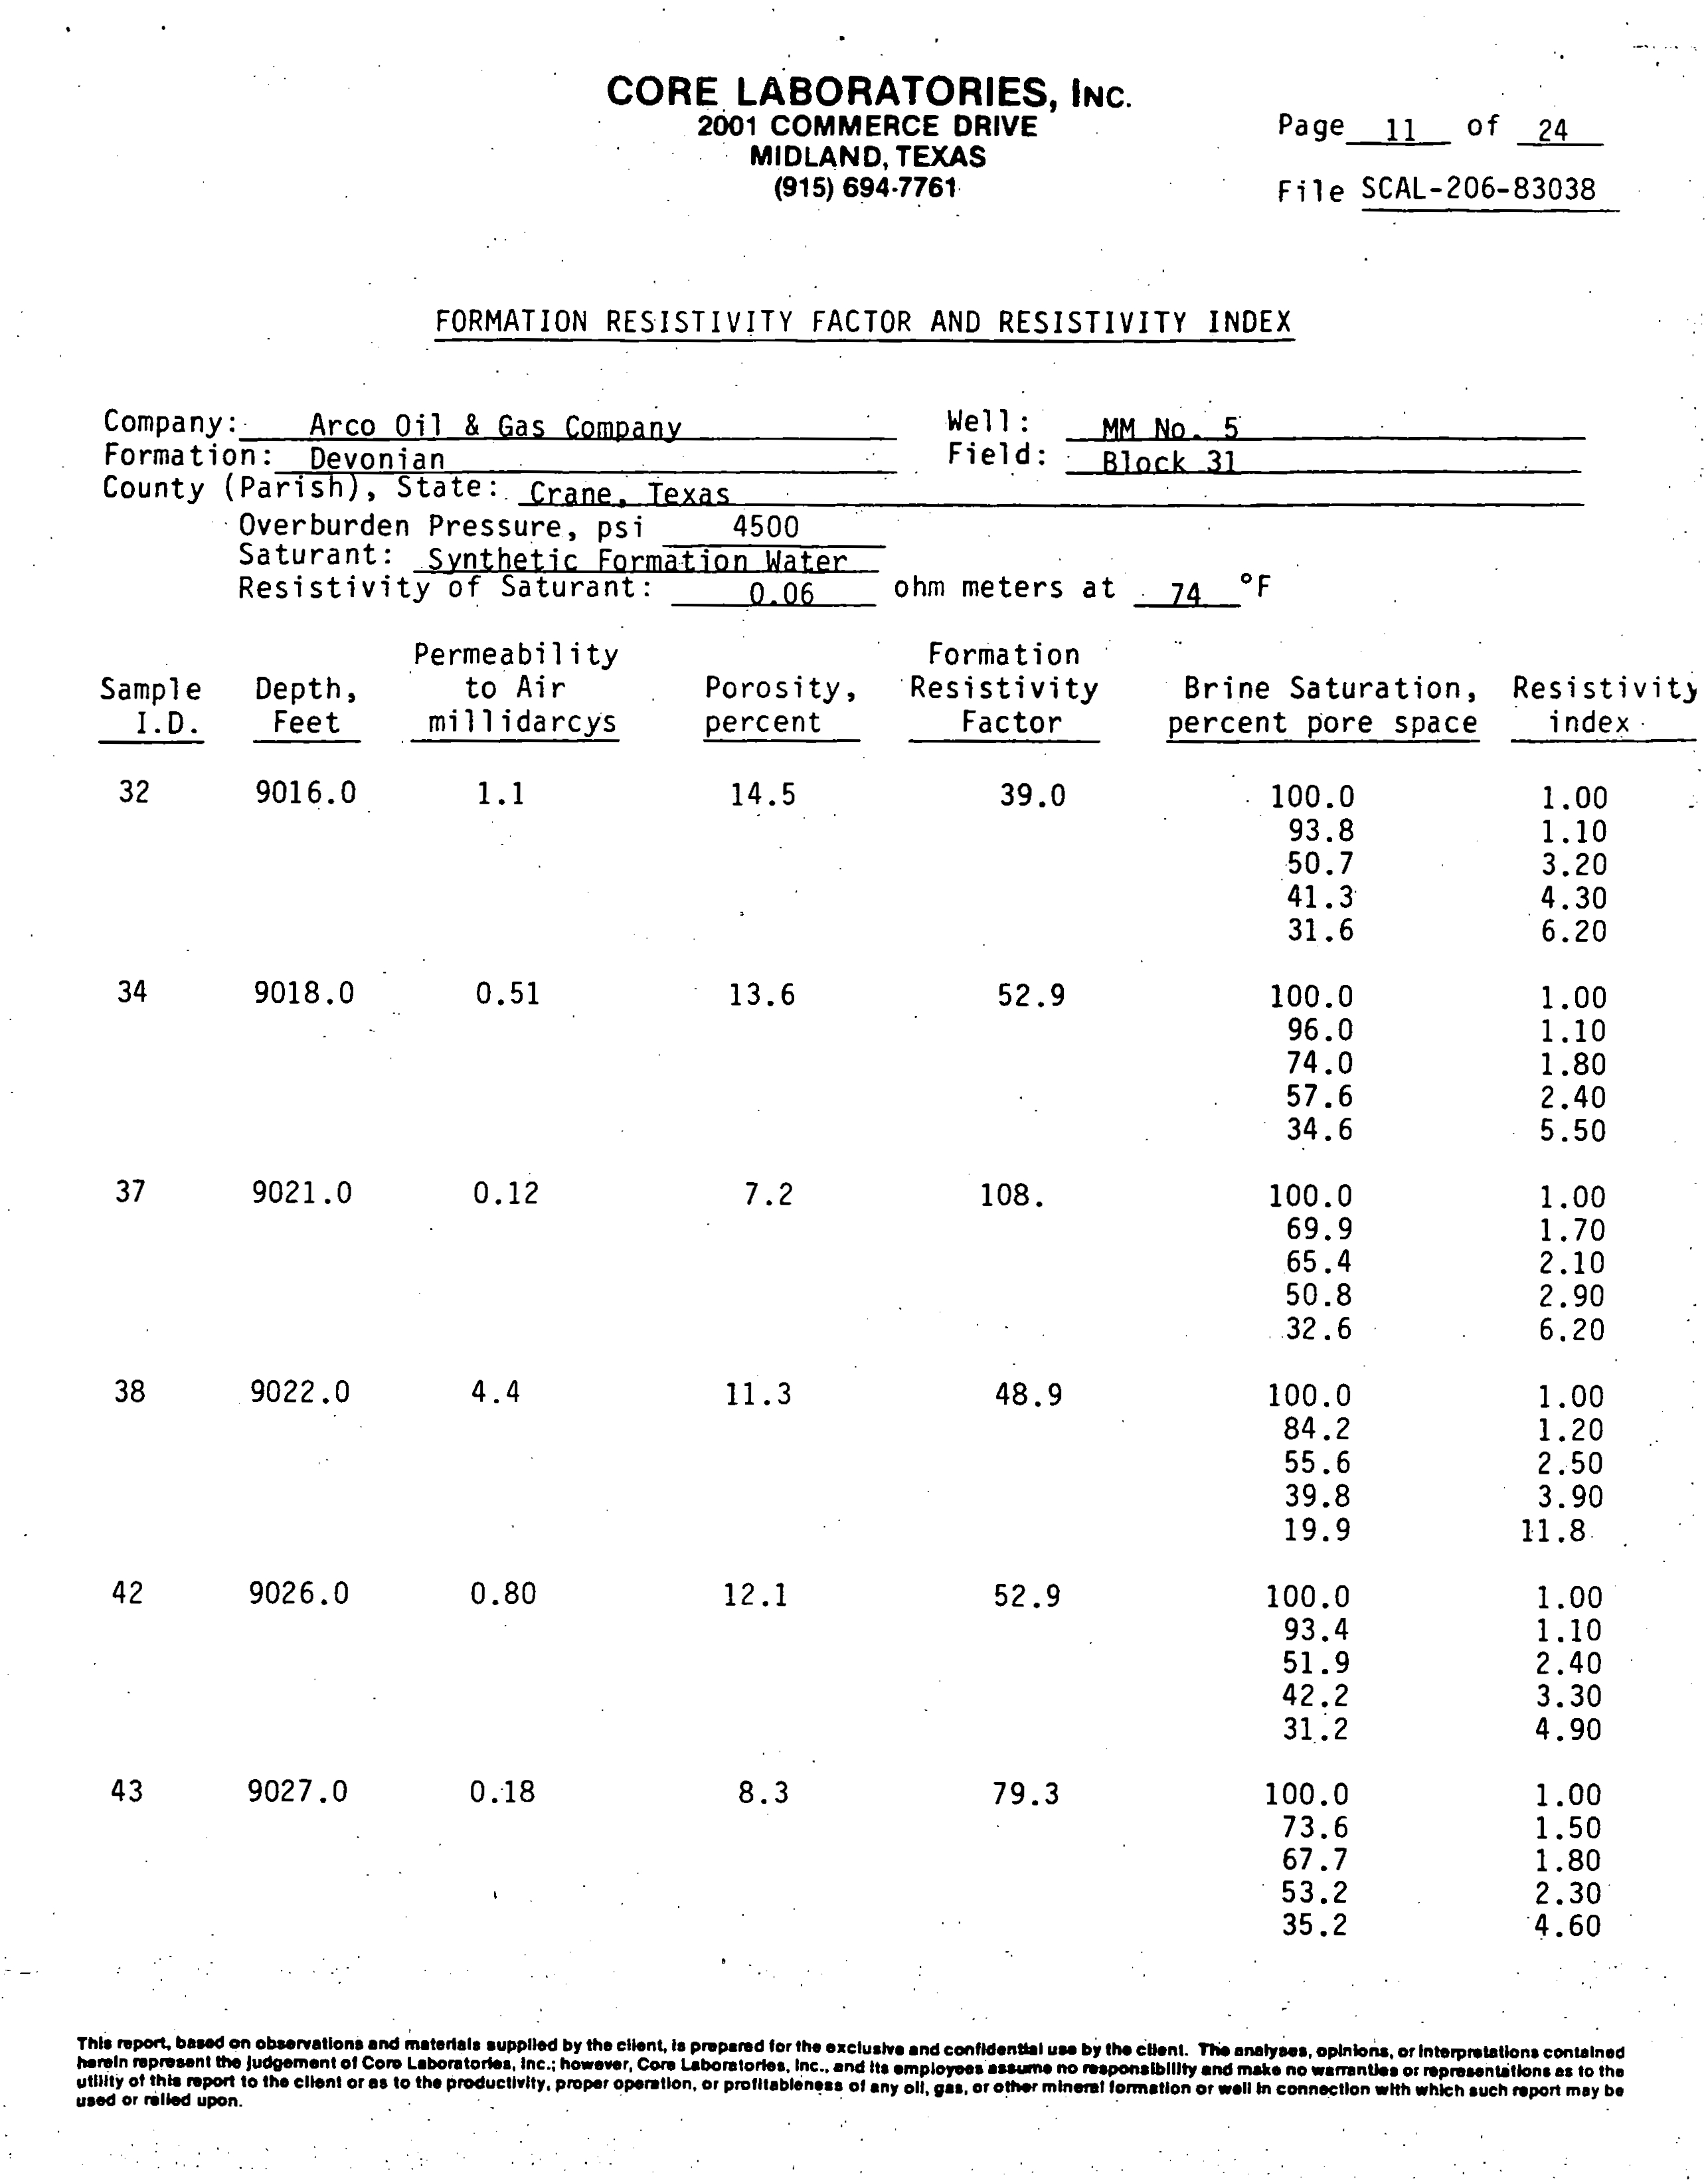 CORE LABORATORIES, INC.
2001 COMMERCE DRIVE
MIDLAND, TEXAS
(915) 694-7761
Page 11 of 24
File SCAL-206-83038
FORMATION RESISTIVITY FACTOR AND RESISTIVITY INDEX
Company: Arco Oil & Gas Company Well: MM No. 5
Formation: Devonian Field: Block 31
County (Parish), State: Crane, Texas
Overburden Pressure, psi 4500
Saturant: Synthetic Formation Water
Resistivity of Saturant: 0.06 ohm meters at 74 °F
Permeability Formation
Sample Depth, to Air Porosity, Resistivity Brine Saturation, Resistivity
I.D. Feet millidarcys percent Factor percent pore space index
32 9016.0 1.1 14.5 39.0 100.0 1.00
93.8 1.10
50.7 3.20
41.3 4.30
31.6 6.20
34 9018.0 0.51 13.6 52.9 100.0 1.00
96.0 1.10
74.0 1.80
57.6 2.40
34.6 5.50
37 9021.0 0.12 7.2 108. 100.0 1.00
69.9 1.70
65.4 2.10
50.8 2.90
32.6 6.20
38 9022.0 4.4 11.3 48.9 100.0 1.00
84.2 1.20
55.6 2.50
39.8 3.90
19.9 11.8
42 9026.0 0.80 12.1 52.9 100.0 1.00
93.4 1.10
51.9 2.40
42.2 3.30
31.2 4.90
43 9027.0 0.18 8.3 79.3 100.0 1.00
73.6 1.50
67.7 1.80
53.2 2.30
35.2 4.60
This report, based on observations and materials supplied by the client, is prepared for the exclusive and confidential use by the client. The analyses, opinions, or interpretations contained
herein represent the judgement of Core Laboratories, Inc.; however, Core Laboratories, Inc., and its employees assume no responsibility and make no warranties or representations as to the
utility of this report to the client or as to the productivity, proper operation, or profitableness of any oil, gas, or other mineral formation or well in connection with which such report may be
used or relied upon.